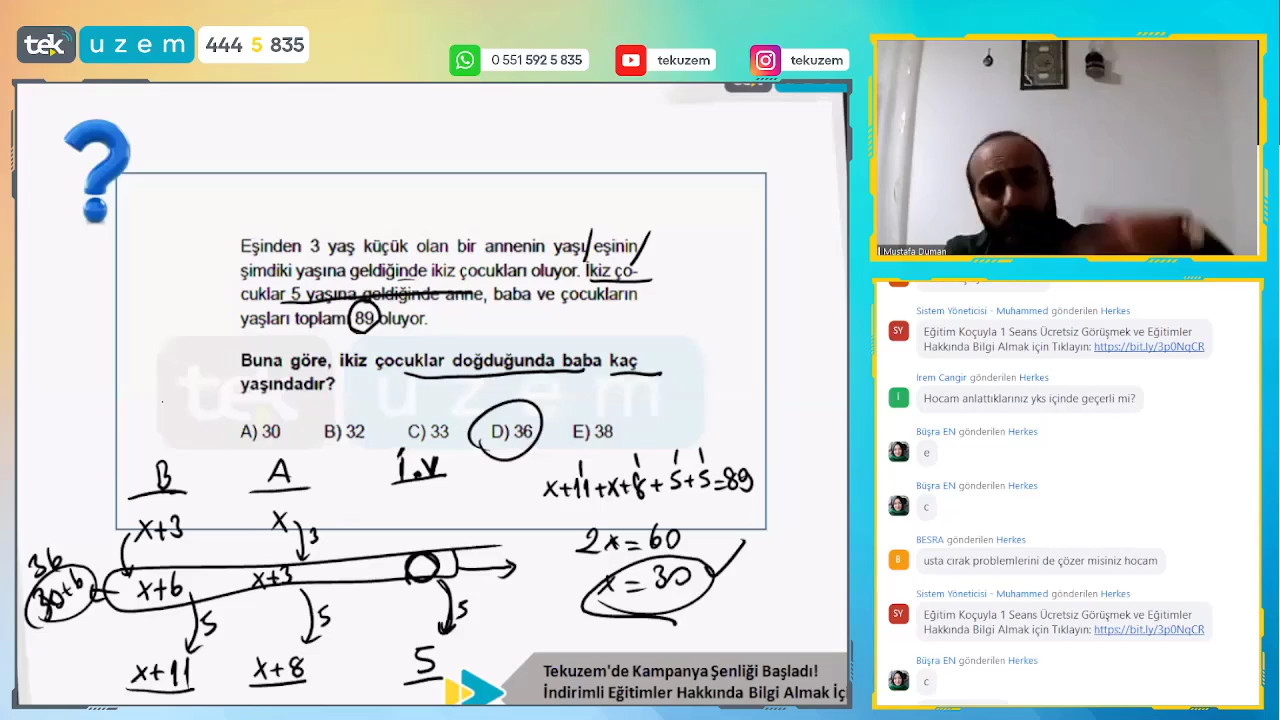 tek uzem 444 5 835
0 551 592 5 835 tekuzem tekuzem
Eşinden 3 yaş küçük olan bir annenin yaşı eşinin
şimdiki yaşına geldiğinde ikiz çocukları oluyor. İkiz ço-
cuklar 5 yaşına geldiğinde anne, baba ve çocukların
yaşları toplamı 89 oluyor.
Buna göre, ikiz çocuklar doğduğunda baba kaç
yaşındadır?
tek uzem
A) 30 B) 32 C) 33 D) 36 E) 38
B A İ.v
x+11+x+8+5+5=89
x+3 x 3
2x=60
36
30+6 x+6 x+3 0
x=30
5 5 5
x+11 x+8 5
Tekuzem'de Kampanya Şenliği Başladı!
İndirimli Eğitimler Hakkında Bilgi Almak İç
Mustafa Duman
Sistem Yöneticisi - Muhammed gönderilen Herkes
SY
Eğitim Koçuyla 1 Seans Ücretsiz Görüşmek ve Eğitimler
Hakkında Bilgi Almak için Tıklayın: https://bit.ly/3p0NqCR
İrem Cangir gönderilen Herkes
İ
Hocam anlattıklarınız yks içinde geçerli mi?
Büşra EN gönderilen Herkes
e
Büşra EN gönderilen Herkes
c
BESRA gönderilen Herkes
B
usta cırak problemlerini de çözer misiniz hocam
Sistem Yöneticisi - Muhammed gönderilen Herkes
SY
Eğitim Koçuyla 1 Seans Ücretsiz Görüşmek ve Eğitimler
Hakkında Bilgi Almak için Tıklayın: https://bit.ly/3p0NqCR
Büşra EN gönderilen Herkes
c